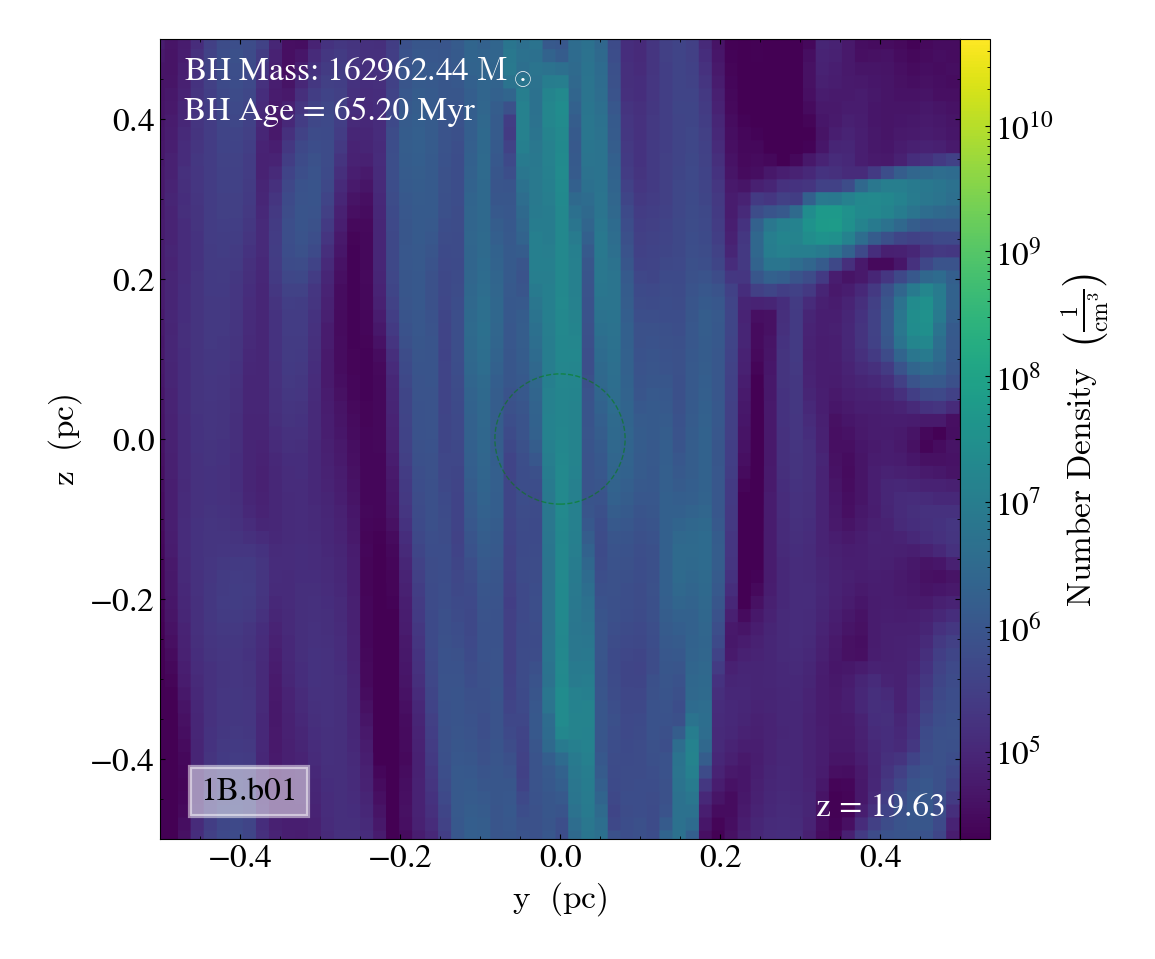 BH Mass: 162962.44 M⊙
BH Age = 65.20 Myr
1B.b01
z = 19.63
0.4
0.2
0.0
−0.2
−0.4
z (pc)
−0.4
−0.2
0.0
0.2
0.4
y (pc)
10¹⁰
10⁹
10⁸
10⁷
10⁶
10⁵
Number Density (1/cm³)